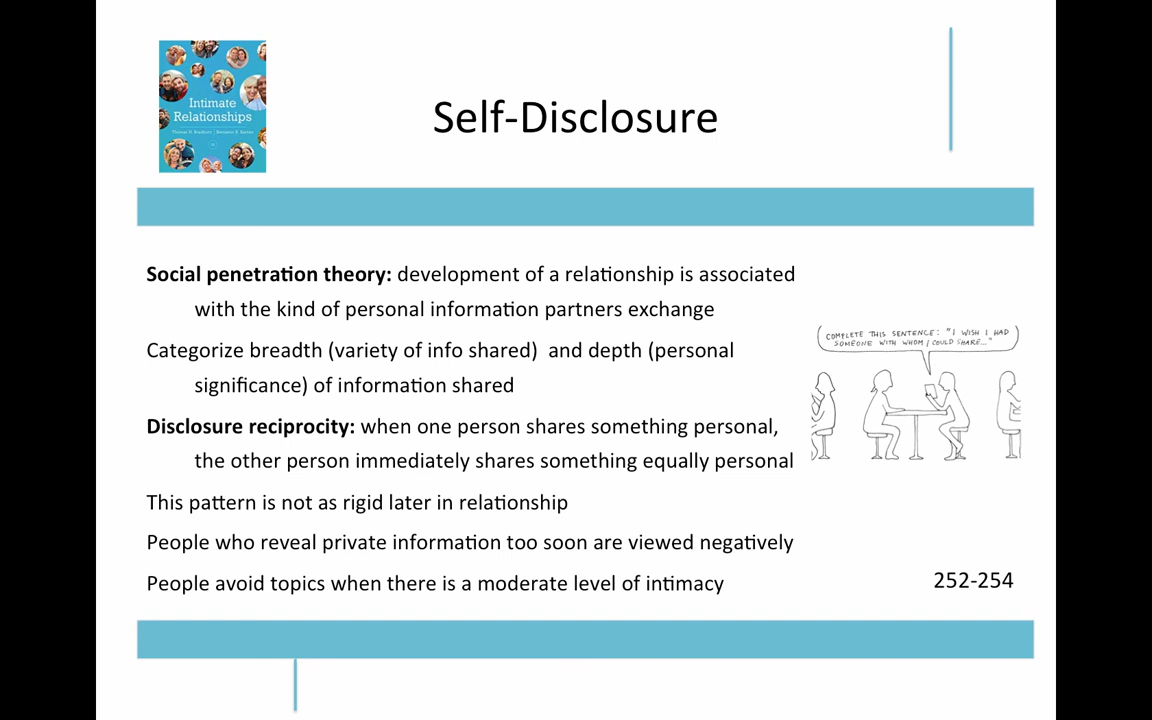 Intimate
Relationships
Thomas N. Bradbury | Benjamin R. Karney
Self-Disclosure
Social penetration theory: development of a relationship is associated
with the kind of personal information partners exchange
Categorize breadth (variety of info shared) and depth (personal
significance) of information shared
Disclosure reciprocity: when one person shares something personal,
the other person immediately shares something equally personal
This pattern is not as rigid later in relationship
People who reveal private information too soon are viewed negatively
People avoid topics when there is a moderate level of intimacy
COMPLETE THIS SENTENCE: "I WISH I HAD
SOMEONE WITH WHOM I COULD SHARE..."
252-254